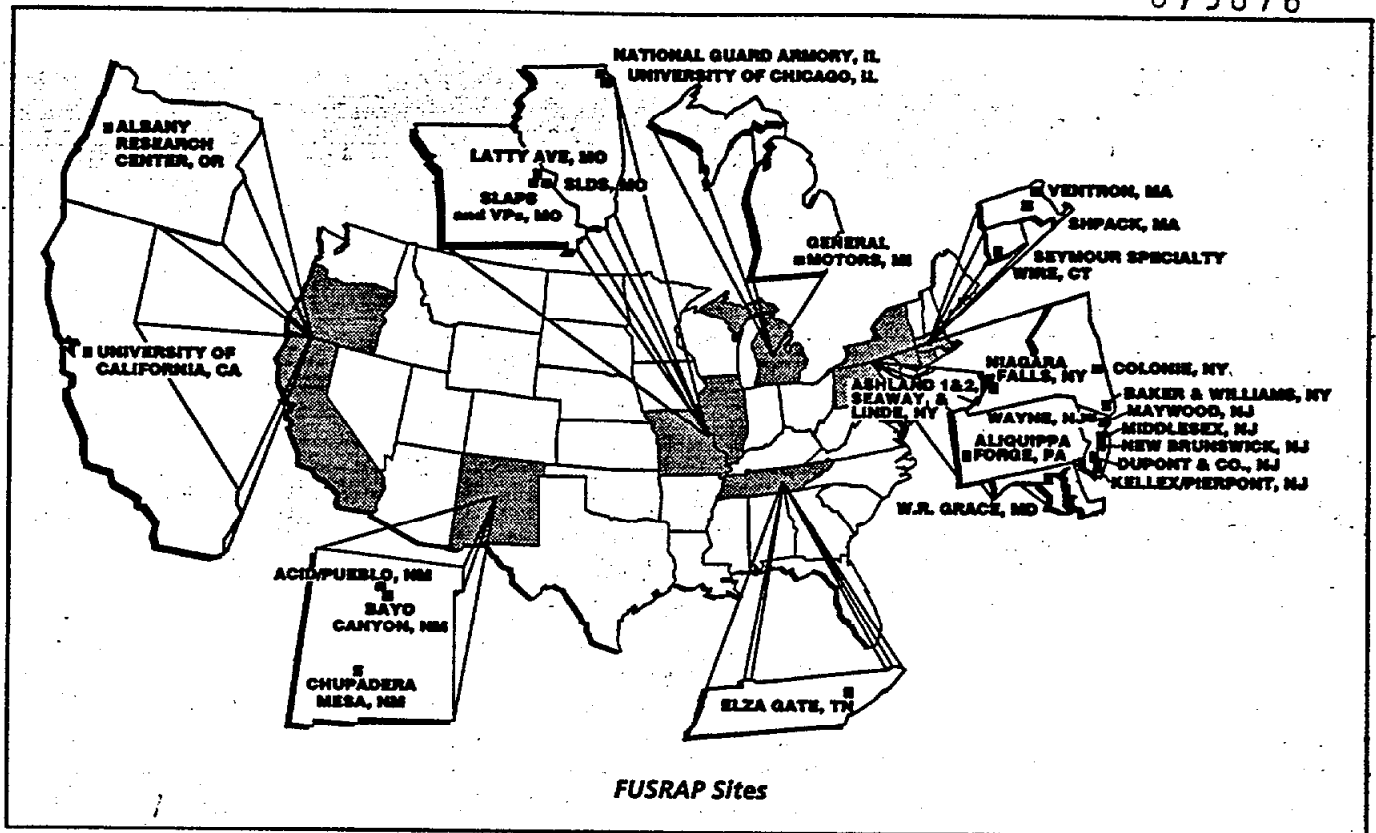 NATIONAL GUARD ARMORY, IL
UNIVERSITY OF CHICAGO, IL
ALBANY
RESEARCH
CENTER, OR
LATTY AVE, MO
SLDS, MO
SLAPS
and VPs, MO
GENERAL
MOTORS, MI
VENTRON, MA
SHPACK, MA
SEYMOUR SPECIALTY
WIRE, CT
UNIVERSITY OF
CALIFORNIA, CA
NIAGARA
FALLS, NY
COLONIE, NY
ASHLAND 1&2,
SEAWAY, &
LINDE, NY
BAKER & WILLIAMS, NY
WAYNE, NJ
MAYWOOD, NJ
MIDDLESEX, NJ
ALIQUIPPA
FORGE, PA
NEW BRUNSWICK, NJ
DUPONT & CO., NJ
KELLEX/PIERPONT, NJ
W.R. GRACE, MD
ACID/PUEBLO, NM
BAYO
CANYON, NM
CHUPADERA
MESA, NM
ELZA GATE, TN
FUSRAP Sites